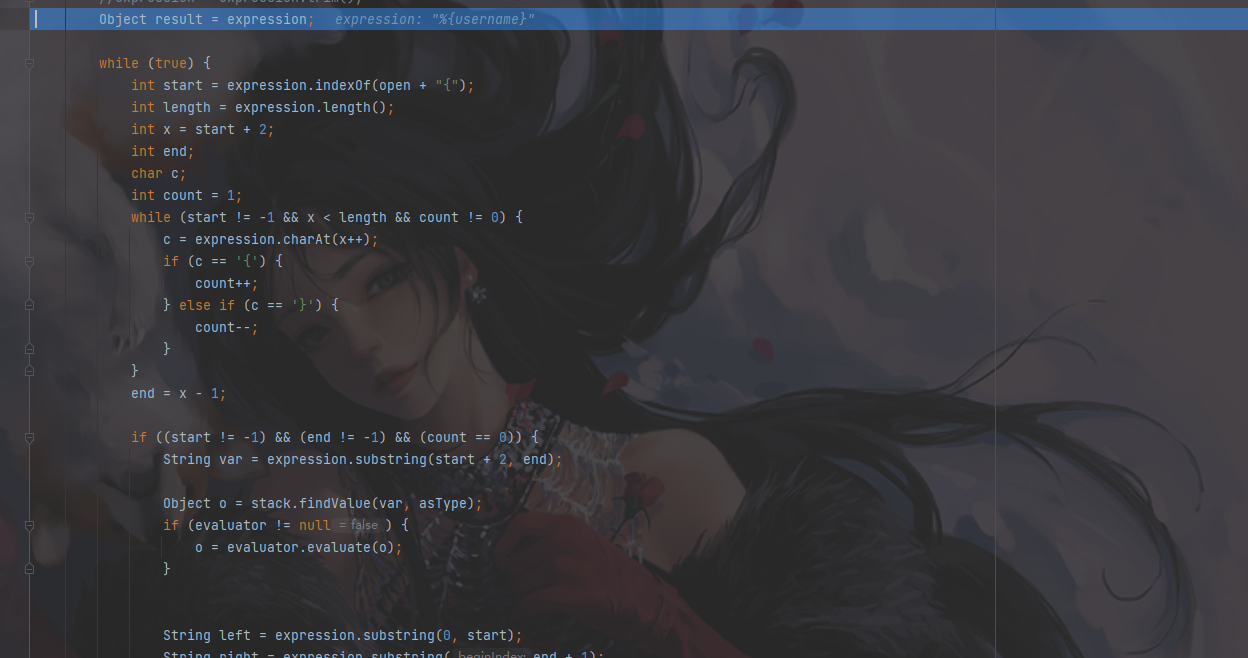 //expression = expression.trim();
Object result = expression;   expression: "%{username}"
while (true) {
int start = expression.indexOf(open + "{");
int length = expression.length();
int x = start + 2;
int end;
char c;
int count = 1;
while (start != -1 && x < length && count != 0) {
c = expression.charAt(x++);
if (c == '{') {
count++;
} else if (c == '}') {
count--;
}
}
end = x - 1;
if ((start != -1) && (end != -1) && (count == 0)) {
String var = expression.substring(start + 2, end);
Object o = stack.findValue(var, asType);
if (evaluator != null = false ) {
o = evaluator.evaluate(o);
}
String left = expression.substring(0, start);
String right = expression.substring( beginIndex: end + 1);